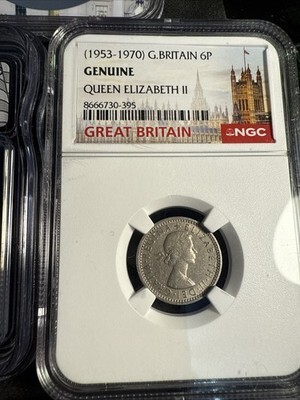 (1953-1970) G.BRITAIN 6P
GENUINE
QUEEN ELIZABETH II
8666730-395
GREAT BRITAIN NGC